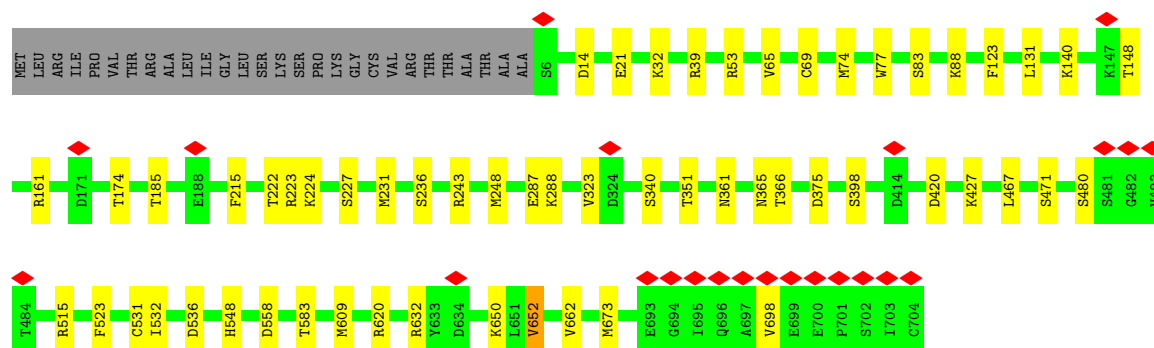 MET LEU ARG ILE PRO VAL THR ARG ALA LEU ILE GLY LEU SER LYS SER PRO LYS GLY CYS VAL ARG THR THR ALA THR ALA ALA S6 D14 E21 K32 R39 R53 V65 C69 M74 W77 S83 K88 F123 L131 K140 K147 T148
R161 D171 T174 T185 E188 F215 T222 R223 K224 S227 M231 S236 R243 M248 E287 K288 V323 D324 S340 T351 N361 N365 T366 D375 S398 D414 D420 K427 L467 S471 S480 S481 G482
T484 R515 F523 C531 I532 D536 H548 D558 T583 M609 R620 R632 Y633 D634 K650 L651 V652 V662 M673 E693 G694 I695 Q696 A697 V698 E699 E700 P701 S702 I703 C704